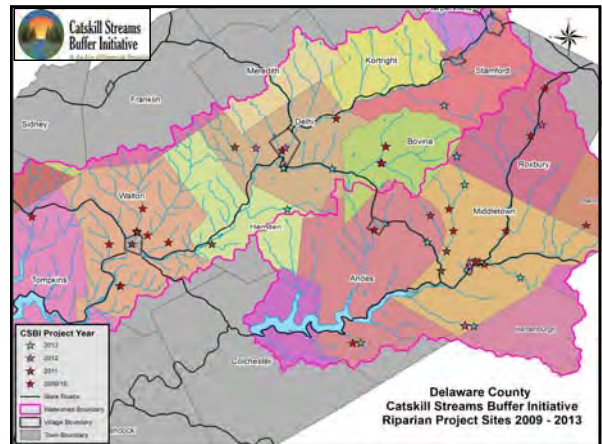 Catskill Streams
Buffer Initiative
Kortright
Meredith
Stamford
Franklin
Sidney
Delhi
Bovina
Roxbury
Walton
Middletown
Hamden
Tompkins
Andes
Hardenburgh
Colchester
CSBI Project Year
2013
2012
2011
2009/10
State Roads
Watershed Boundary
Village Boundary
Town Boundary
Delaware County
Catskill Streams Buffer Initiative
Riparian Project Sites 2009 - 2013